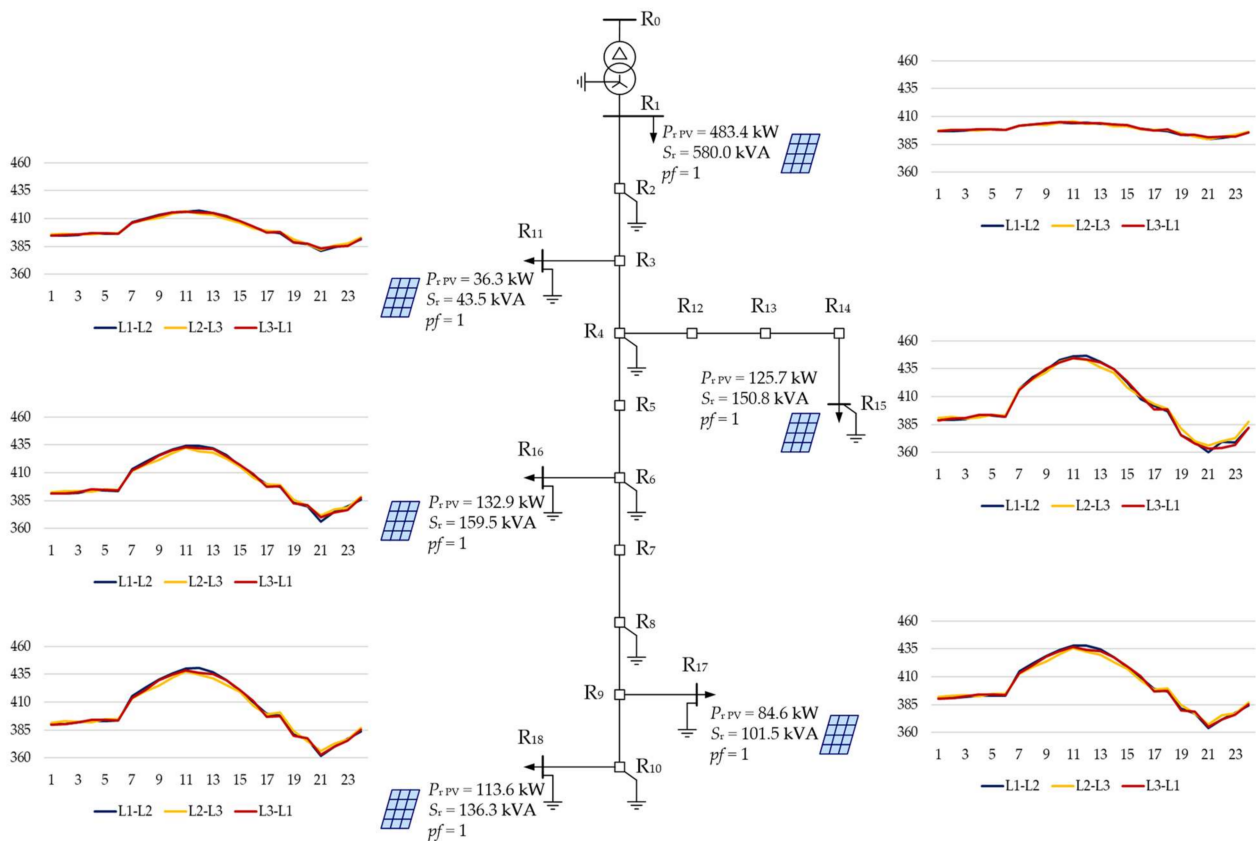 R0
R1
Pr PV = 483.4 kW
Sr = 580.0 kVA
pf = 1
R2
R11
Pr PV = 36.3 kW
Sr = 43.5 kVA
pf = 1
R3
R4
R12
R13
R14
Pr PV = 125.7 kW
Sr = 150.8 kVA
pf = 1
R15
R5
R16
Pr PV = 132.9 kW
Sr = 159.5 kVA
pf = 1
R6
R7
R8
R9
R17
Pr PV = 84.6 kW
Sr = 101.5 kVA
pf = 1
R18
Pr PV = 113.6 kW
Sr = 136.3 kVA
pf = 1
R10
460
435
410
385
360
1 3 5 7 9 11 13 15 17 19 21 23
L1-L2 L2-L3 L3-L1
460
435
410
385
360
1 3 5 7 9 11 13 15 17 19 21 23
L1-L2 L2-L3 L3-L1
460
435
410
385
360
1 3 5 7 9 11 13 15 17 19 21 23
L1-L2 L2-L3 L3-L1
460
435
410
385
360
1 3 5 7 9 11 13 15 17 19 21 23
L1-L2 L2-L3 L3-L1
460
435
410
385
360
1 3 5 7 9 11 13 15 17 19 21 23
L1-L2 L2-L3 L3-L1
460
435
410
385
360
1 3 5 7 9 11 13 15 17 19 21 23
L1-L2 L2-L3 L3-L1